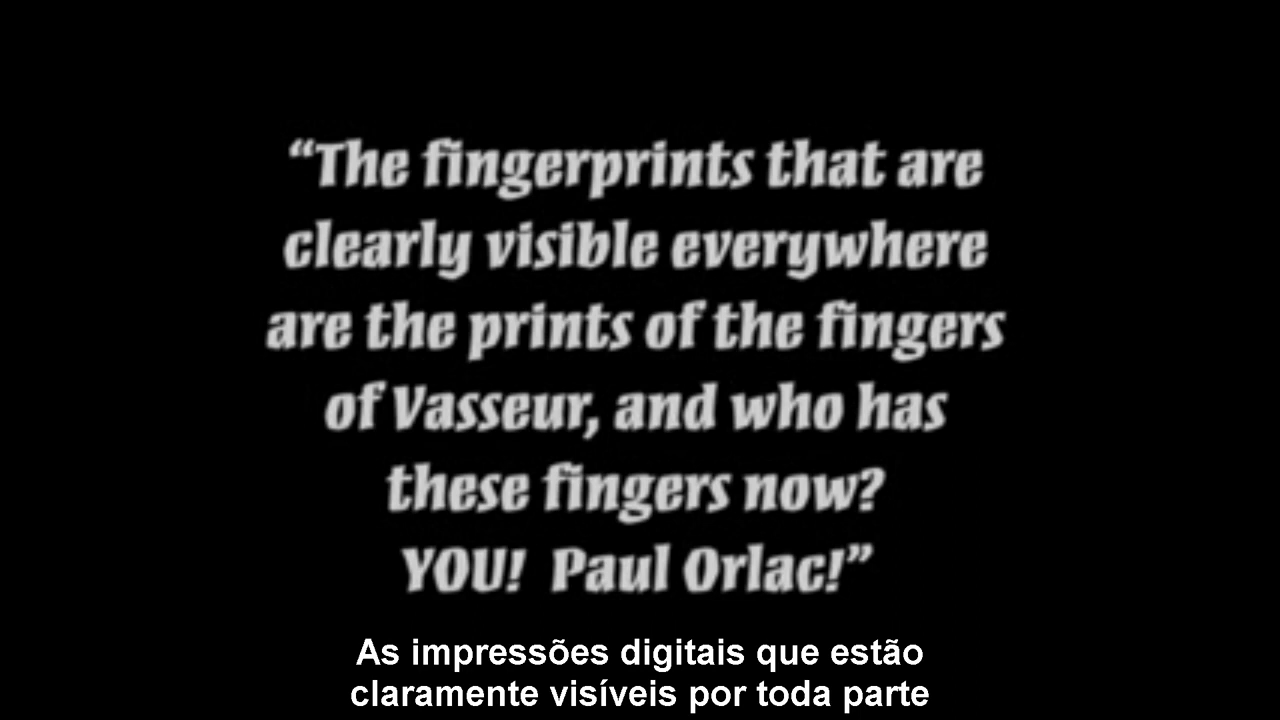 “The fingerprints that are
clearly visible everywhere
are the prints of the fingers
of Vasseur, and who has
these fingers now?
YOU! Paul Orlac!”
As impressões digitais que estão
claramente visíveis por toda parte